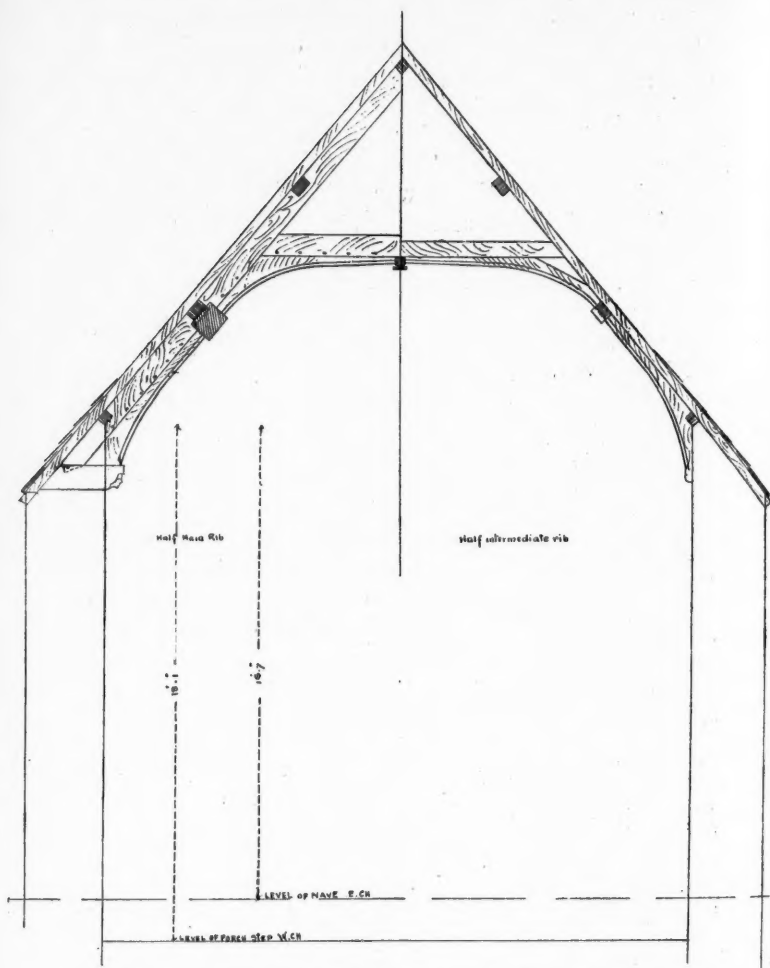 Half Main Rib
Half intermediate rib
18.1
16.7
LEVEL OF NAVE E.CH
LEVEL OF PORCH STEP W.CH